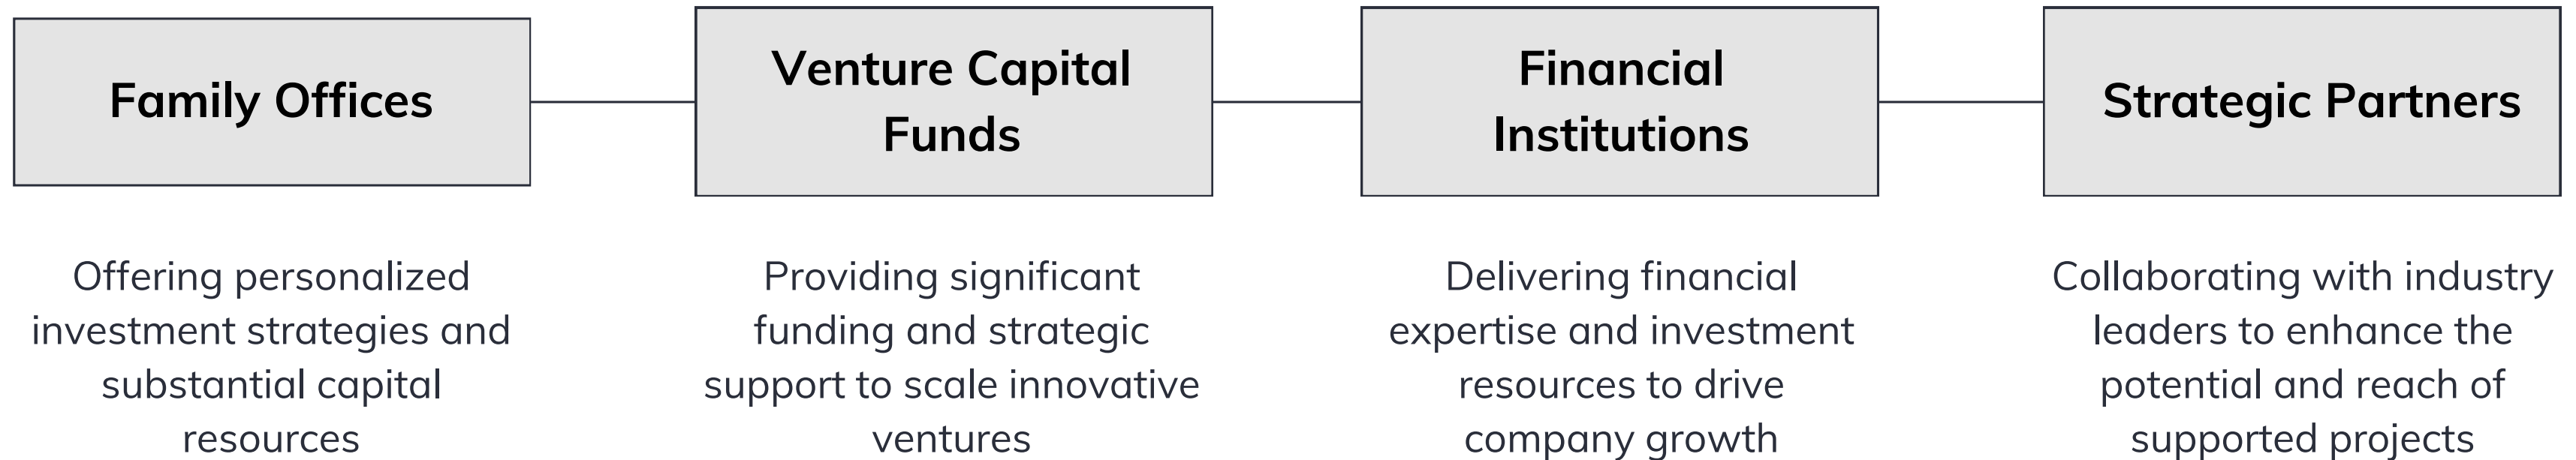 Family Offices
Venture Capital
Funds
Financial
Institutions
Strategic Partners
Offering personalized
investment strategies and
substantial capital
resources
Providing significant
funding and strategic
support to scale innovative
ventures
Delivering financial
expertise and investment
resources to drive
company growth
Collaborating with industry
leaders to enhance the
potential and reach of
supported projects